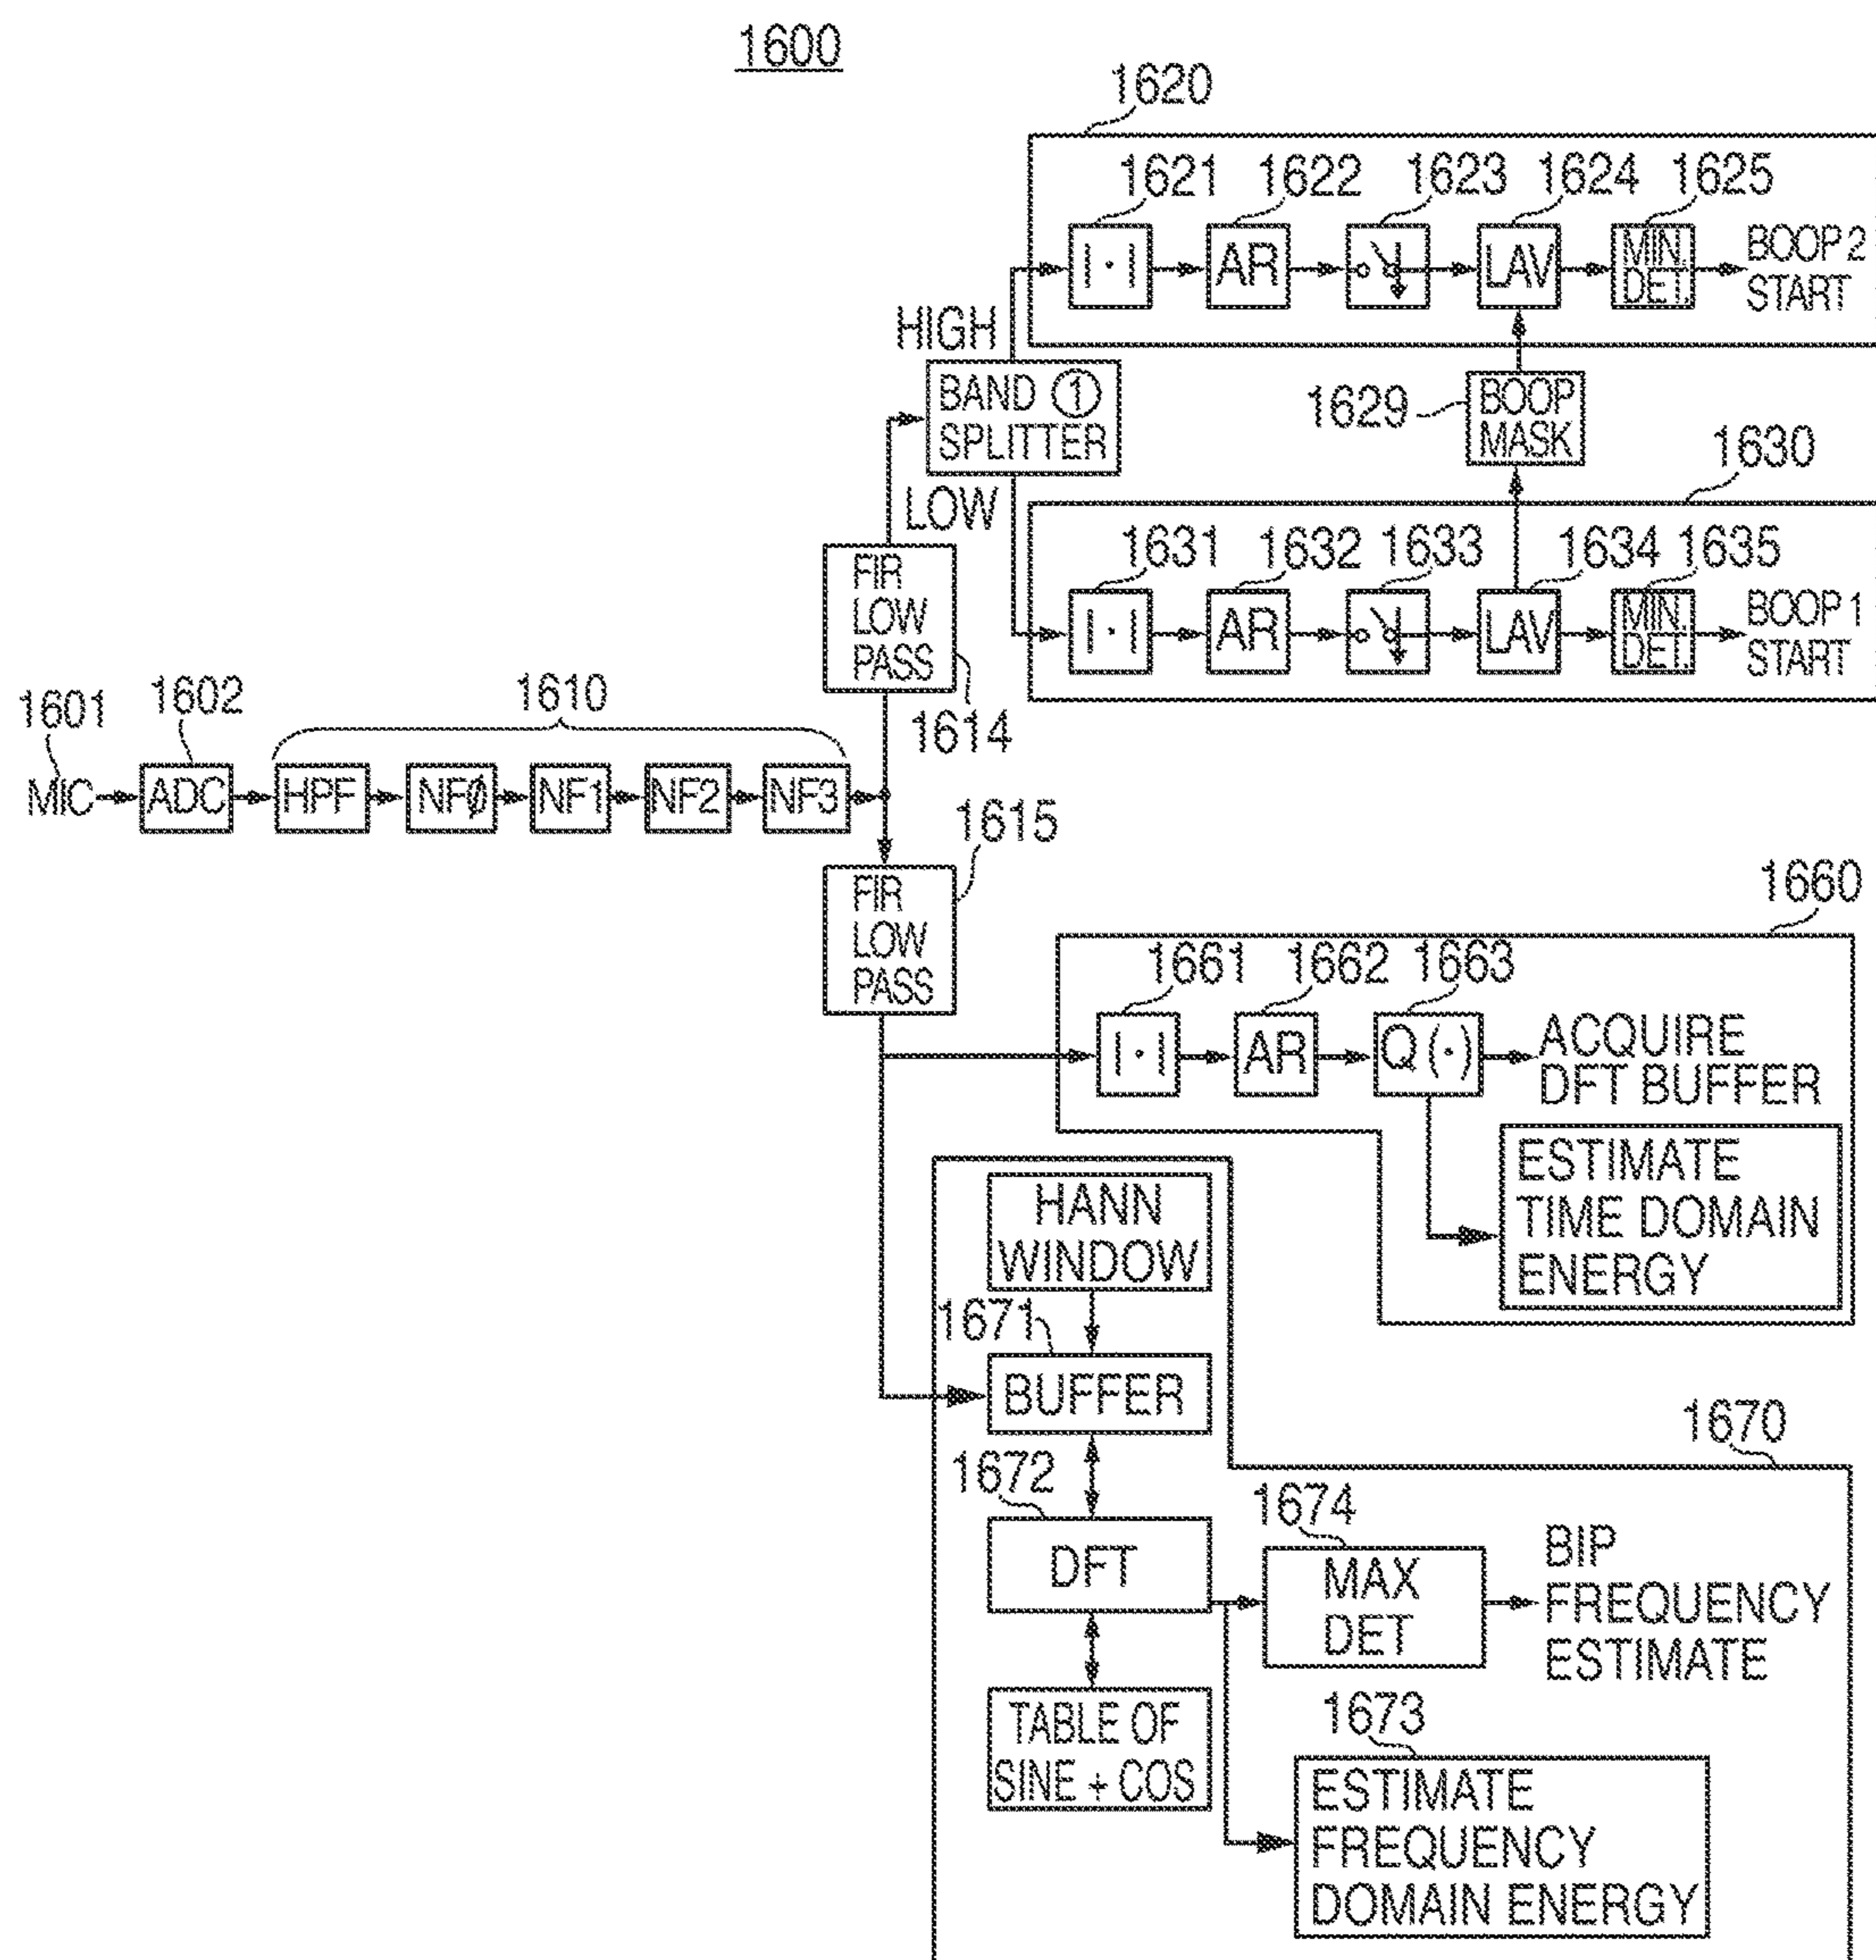 1600
1620
1621 1622 1623 1624 1625
|·| AR LAV MIN. DET. BOOP 2 START
HIGH
BAND ① SPLITTER
LOW
1629
BOOP MASK
1630
1631 1632 1633 1634 1635
|·| AR LAV MIN. DET. BOOP 1 START
FIR LOW PASS
1614
1601 1602 1610
MIC ADC HPF NFØ NF1 NF2 NF3
1615
FIR LOW PASS
1660
1661 1662 1663
|·| AR Q(·) ACQUIRE DFT BUFFER
ESTIMATE
TIME DOMAIN
ENERGY
HANN
WINDOW
1671
BUFFER
1670
1672
DFT
1674
MAX
DET
BIP
FREQUENCY
ESTIMATE
TABLE OF
SINE + COS
1673
ESTIMATE
FREQUENCY
DOMAIN ENERGY